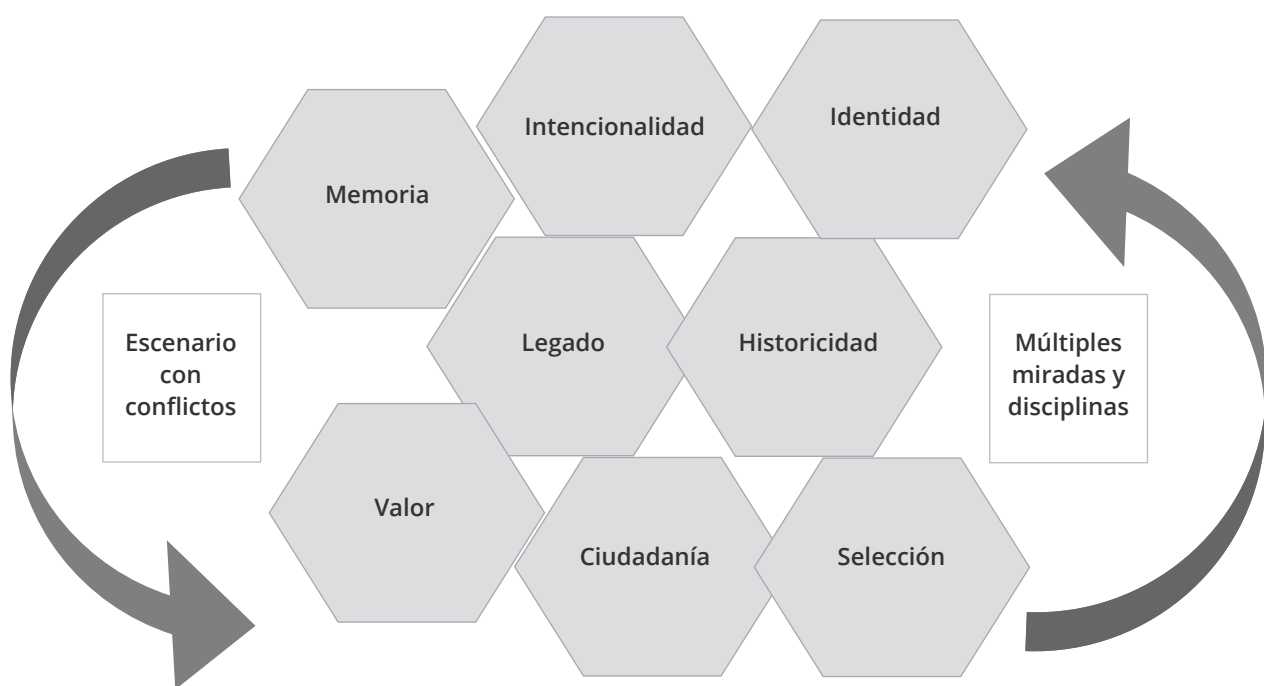 Intencionalidad
Identidad
Memoria
Escenario
con
conflictos
Legado
Historicidad
Múltiples
miradas y
disciplinas
Valor
Ciudadanía
Selección